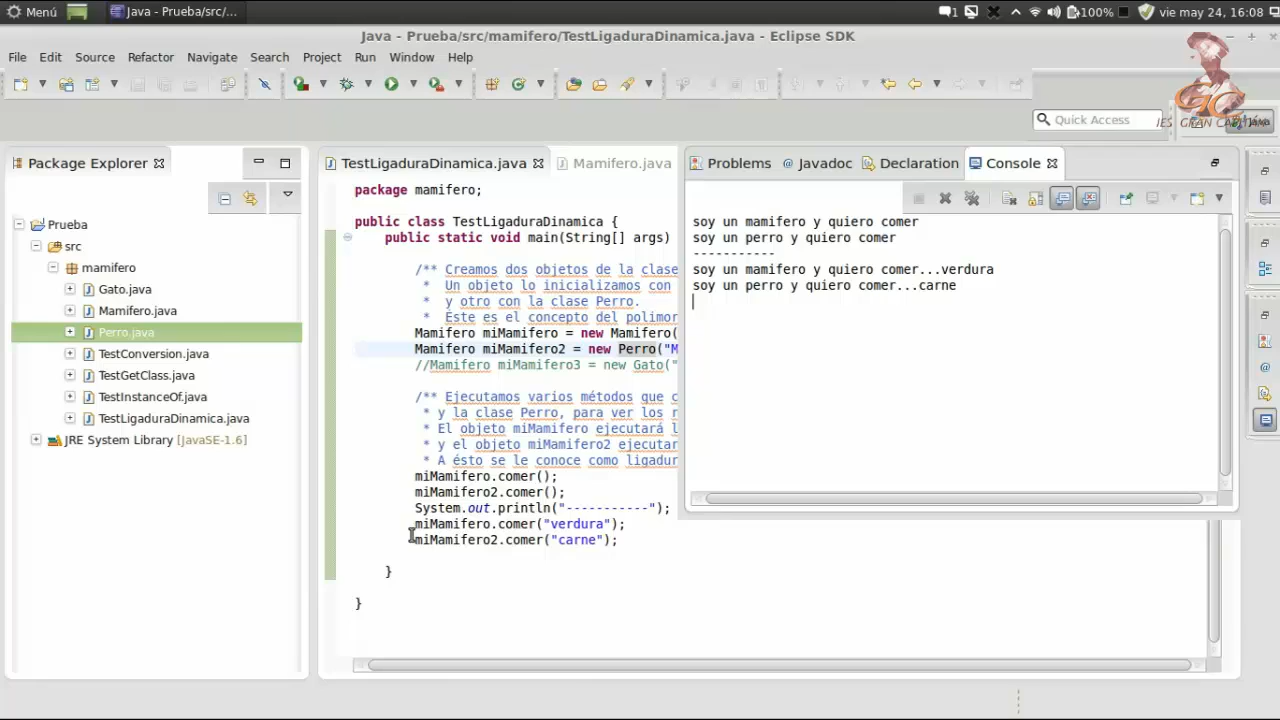 Menú
Java - Prueba/src/...
1
100%
vie may 24, 16:08
Java - Prueba/src/mamifero/TestLigaduraDinamica.java - Eclipse SDK
File Edit Source Refactor Navigate Search Project Run Window Help
Quick Access
IES GRAN CAPITAN
Java
Package Explorer
Prueba
src
mamifero
Gato.java
Mamifero.java
Perro.java
TestConversion.java
TestGetClass.java
TestInstanceOf.java
TestLigaduraDinamica.java
JRE System Library [JavaSE-1.6]
TestLigaduraDinamica.java
Mamifero.java
package mamifero;
public class TestLigaduraDinamica {
public static void main(String[] args)
/** Creamos dos objetos de la clase
* Un objeto lo inicializamos con
* y otro con la clase Perro.
* Éste es el concepto del polimor
Mamifero miMamifero = new Mamifero(
Mamifero miMamifero2 = new Perro("M
//Mamifero miMamifero3 = new Gato("
/** Ejecutamos varios métodos que c
* y la clase Perro, para ver los r
* El objeto miMamifero ejecutará l
* y el objeto miMamifero2 ejecutar
* A ésto se le conoce como ligadur
miMamifero.comer();
miMamifero2.comer();
System.out.println("-----------");
miMamifero.comer("verdura");
miMamifero2.comer("carne");
}
}
Problems @ Javadoc Declaration Console
soy un mamifero y quiero comer
soy un perro y quiero comer
-----------
soy un mamifero y quiero comer...verdura
soy un perro y quiero comer...carne